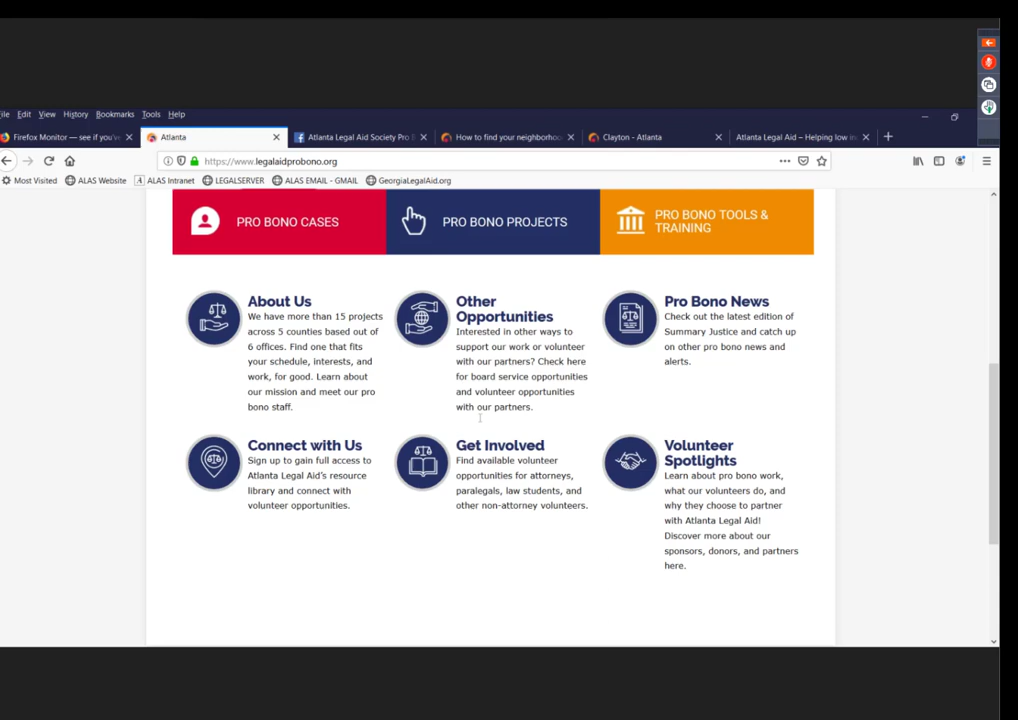 File Edit View History Bookmarks Tools Help
Firefox Monitor — see if you've
Atlanta
Atlanta Legal Aid Society Pro
How to find your neighborhoo
Clayton - Atlanta
Atlanta Legal Aid – Helping low in
https://www.legalaidprobono.org
Most Visited
ALAS Website
ALAS Intranet
LEGALSERVER
ALAS EMAIL - GMAIL
GeorgiaLegalAid.org
PRO BONO CASES
PRO BONO PROJECTS
PRO BONO TOOLS &
TRAINING
About Us
We have more than 15 projects
across 5 counties based out of
6 offices. Find one that fits
your schedule, interests, and
work, for good. Learn about
our mission and meet our pro
bono staff.
Other
Opportunities
Interested in other ways to
support our work or volunteer
with our partners? Check here
for board service opportunities
and volunteer opportunities
with our partners.
Pro Bono News
Check out the latest edition of
Summary Justice and catch up
on other pro bono news and
alerts.
Connect with Us
Sign up to gain full access to
Atlanta Legal Aid's resource
library and connect with
volunteer opportunities.
Get Involved
Find available volunteer
opportunities for attorneys,
paralegals, law students, and
other non-attorney volunteers.
Volunteer
Spotlights
Learn about pro bono work,
what our volunteers do, and
why they choose to partner
with Atlanta Legal Aid!
Discover more about our
sponsors, donors, and partners
here.